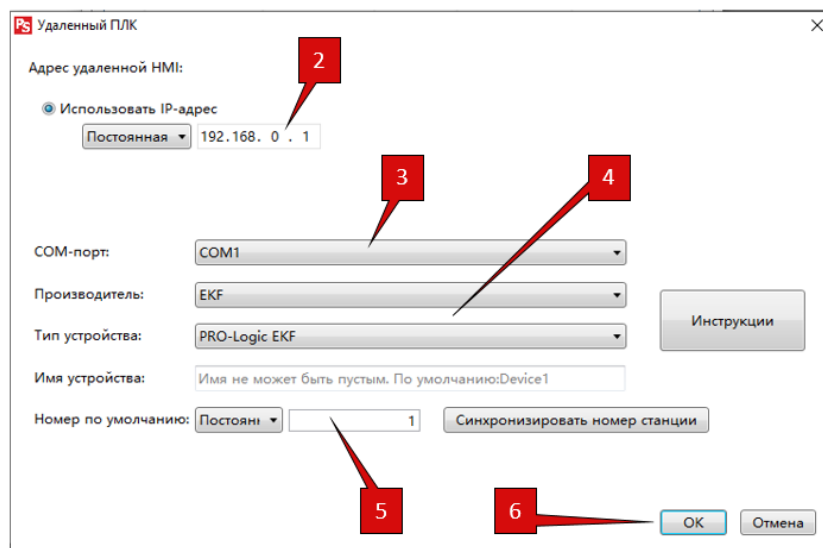 PS Удаленный ПЛК
Адрес удаленной HMI:
2
Использовать IP-адрес
Постоянная 192.168. 0 . 1
3
4
COM-порт: COM1
Производитель: EKF
Инструкции
Тип устройства: PRO-Logic EKF
Имя устройства: Имя не может быть пустым. По умолчанию:Device1
Номер по умолчанию: Постоян 1 Синхронизировать номер станции
5
6
OK Отмена